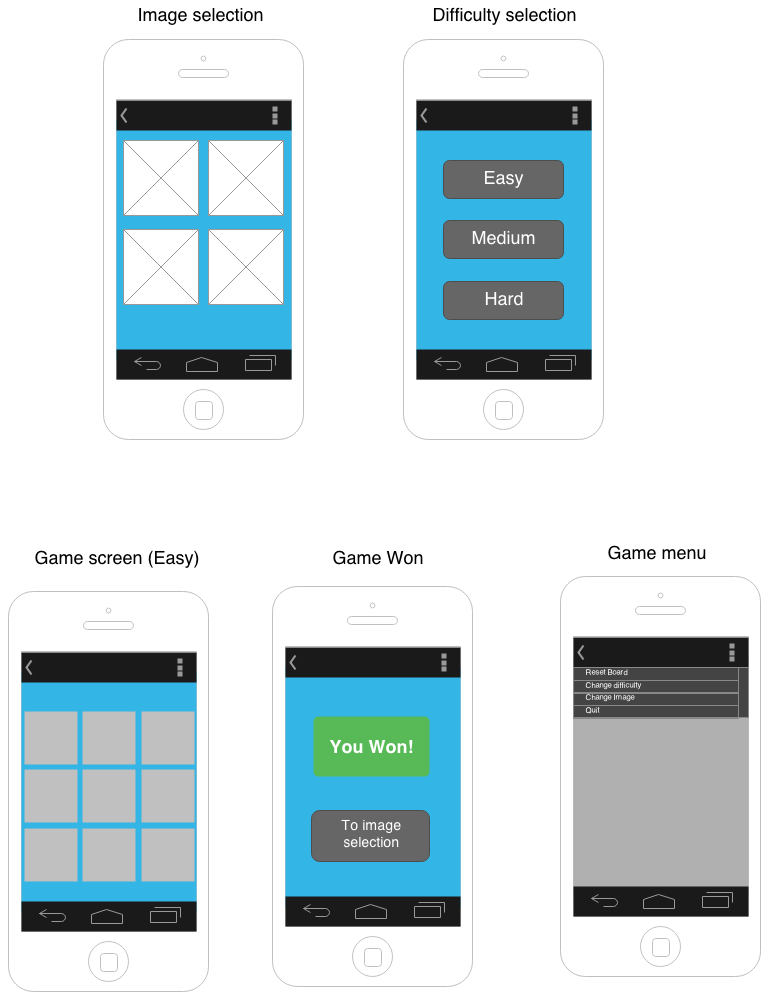 Image selection
Difficulty selection
Easy
Medium
Hard
Game screen (Easy)
Game Won
Game menu
You Won!
To image
selection
Reset Board
Change difficulty
Change image
Quit